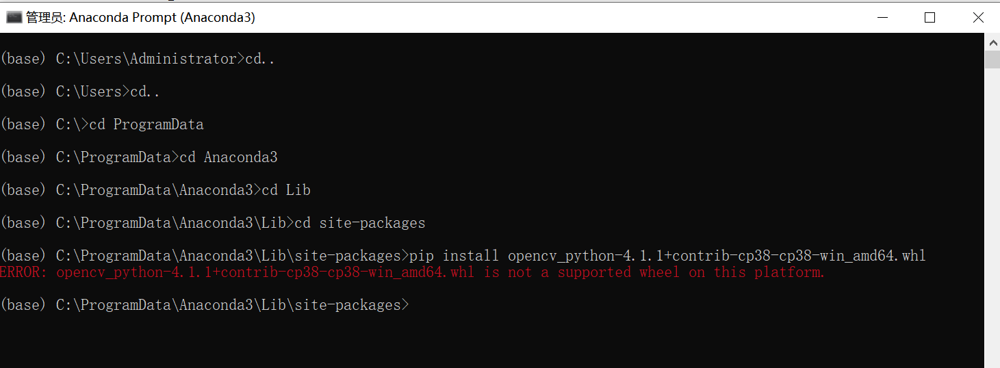 管理员: Anaconda Prompt (Anaconda3)
(base) C:\Users\Administrator>cd..
(base) C:\Users>cd..
(base) C:\>cd ProgramData
(base) C:\ProgramData>cd Anaconda3
(base) C:\ProgramData\Anaconda3>cd Lib
(base) C:\ProgramData\Anaconda3\Lib>cd site-packages
(base) C:\ProgramData\Anaconda3\Lib\site-packages>pip install opencv_python-4.1.1+contrib-cp38-cp38-win_amd64.whl
ERROR: opencv_python-4.1.1+contrib-cp38-cp38-win_amd64.whl is not a supported wheel on this platform.
(base) C:\ProgramData\Anaconda3\Lib\site-packages>